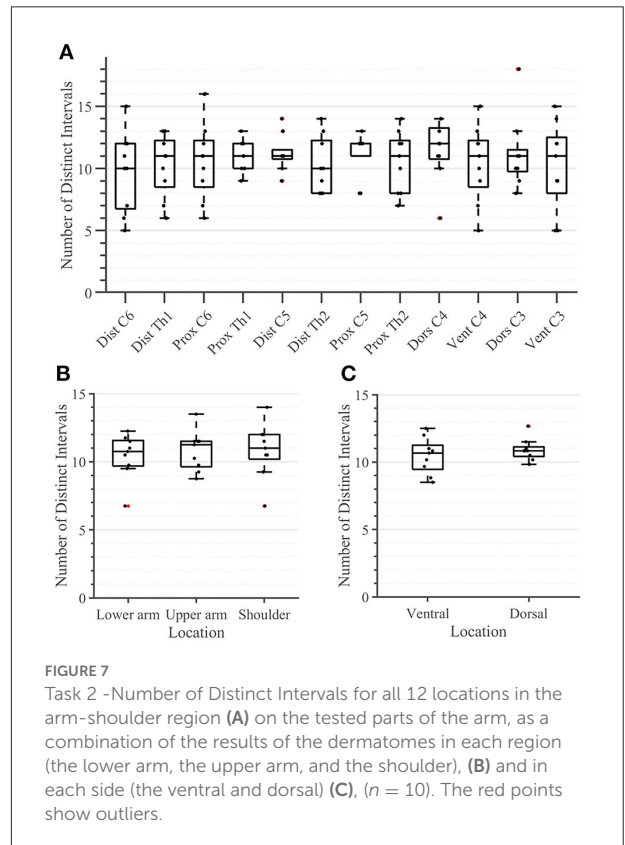 A
Number of Distinct Intervals
15
10
5
0
Dist C6
Dist Th1
Prox C6
Prox Th1
Dist C5
Dist Th2
Prox C5
Prox Th2
Dors C4
Vent C4
Dors C3
Vent C3
B
Number of Distinct Intervals
15
10
5
0
Lower arm Upper arm Shoulder
Location
C
Number of Distinct Intervals
15
10
5
0
Ventral Dorsal
Location
FIGURE 7
Task 2 -Number of Distinct Intervals for all 12 locations in the
arm-shoulder region (A) on the tested parts of the arm, as a
combination of the results of the dermatomes in each region
(the lower arm, the upper arm, and the shoulder), (B) and in
each side (the ventral and dorsal) (C), (n = 10). The red points
show outliers.